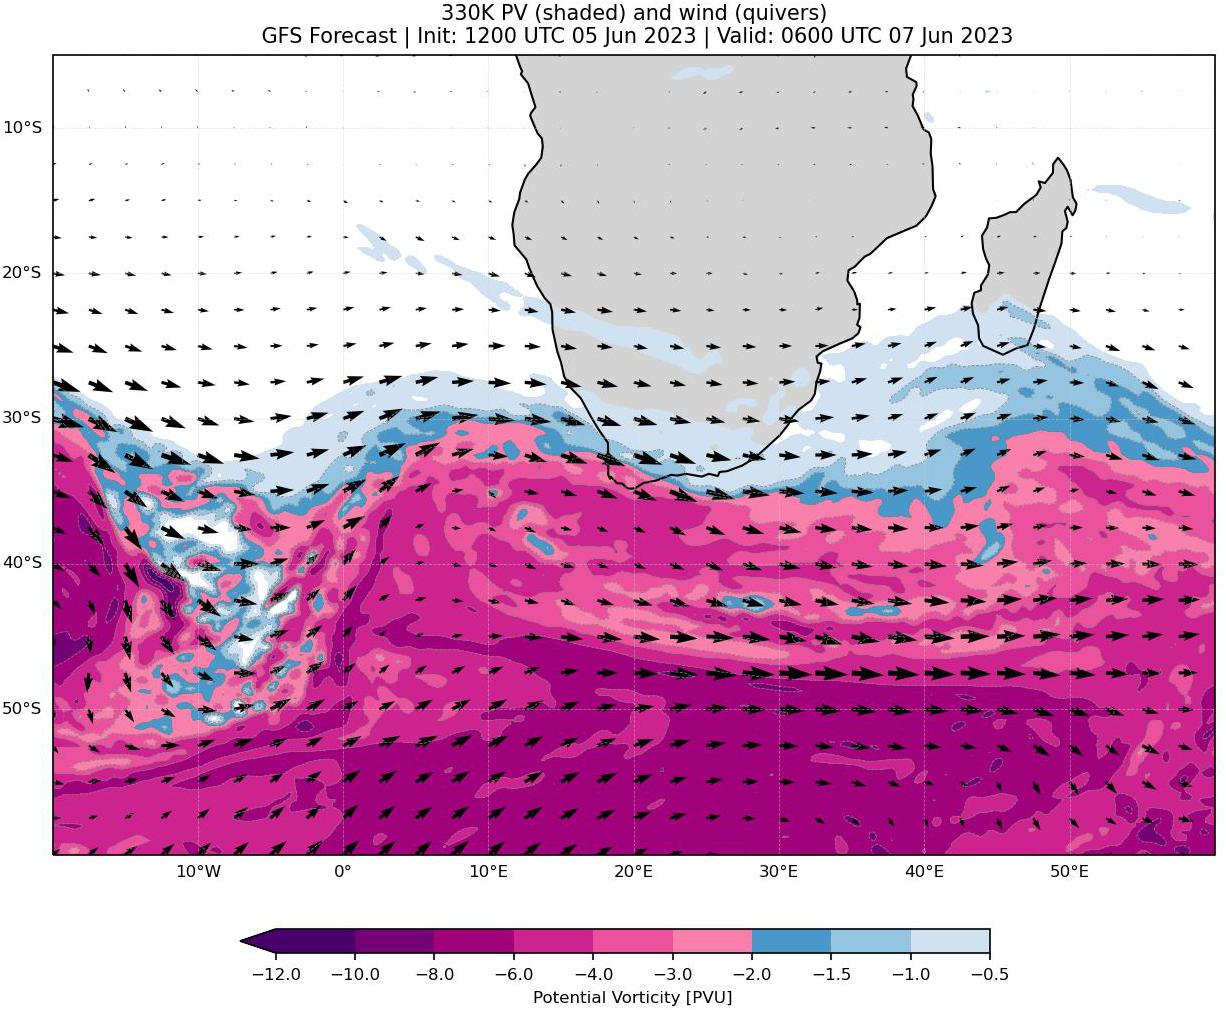 330K PV (shaded) and wind (quivers)
GFS Forecast | Init: 1200 UTC 05 Jun 2023 | Valid: 0600 UTC 07 Jun 2023
10°S
20°S
30°S
40°S
50°S
10°W 0° 10°E 20°E 30°E 40°E 50°E
−12.0 −10.0 −8.0 −6.0 −4.0 −3.0 −2.0 −1.5 −1.0 −0.5
Potential Vorticity [PVU]